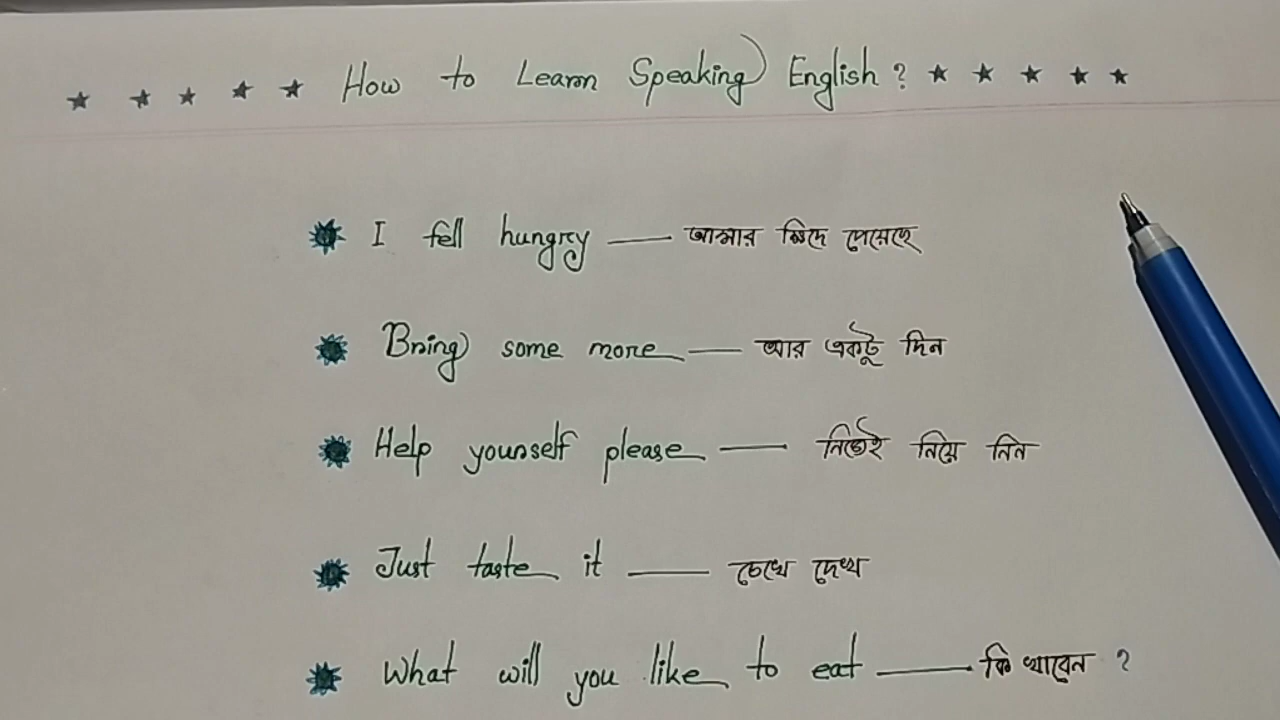 ★ ★ ★ ★ ★ How to Learn Speaking English ? ★ ★ ★ ★ ★
I fell hungry — আমার খিদে পেয়েছে
Bring some more — আর একটু দিন
Help yourself please — নিজেই নিয়ে নিন
Just taste it — চেখে দেখ
What will you like to eat — কি খাবেন ?